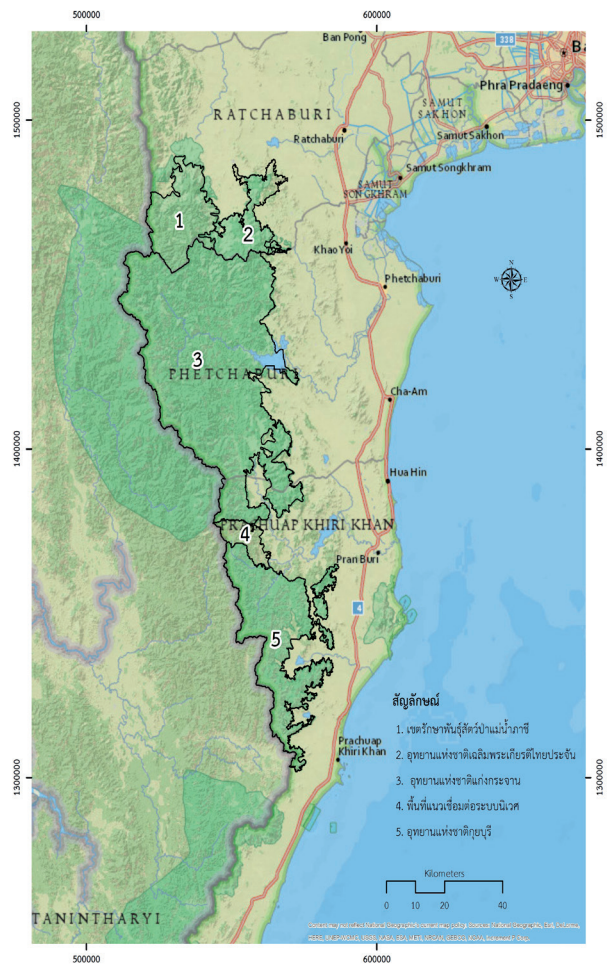 500000
600000
Ban Pong
338
Ba
Phra Pradaeng
RATCHABURI
SAMUT
SAKHON
1500000
1500000
Ratchaburi
Samut Sakhon
Samut Songkhram
SAMUT
SONGKHRAM
1
2
Khao Yoi
N
W E
S
Phetchaburi
3
PHETCHABURI
Cha-Am
1400000
1400000
Hua Hin
PRACHUAP KHIRI KHAN
4
Pran Buri
4
5
สัญลักษณ์
1. เขตรักษาพันธุ์สัตว์ป่าแม่น้ำภาชี
2. อุทยานแห่งชาติเฉลิมพระเกียรติไทยประจัน
3. อุทยานแห่งชาติแก่งกระจาน
4. พื้นที่แนวเชื่อมต่อระบบนิเวศ
5. อุทยานแห่งชาติกุยบุรี
Prachuap
Khiri Khan
1300000
1300000
Kilometers
0 10 20 40
TANINTHARYI
500000
600000